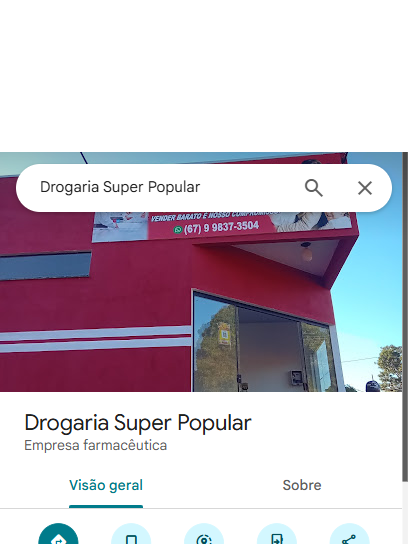 Drogaria Super Popular
VENDER BARATO É NOSSO COMPROMISSO
(67) 9 9837-3504
Drogaria Super Popular
Empresa farmacêutica
Visão geral
Sobre